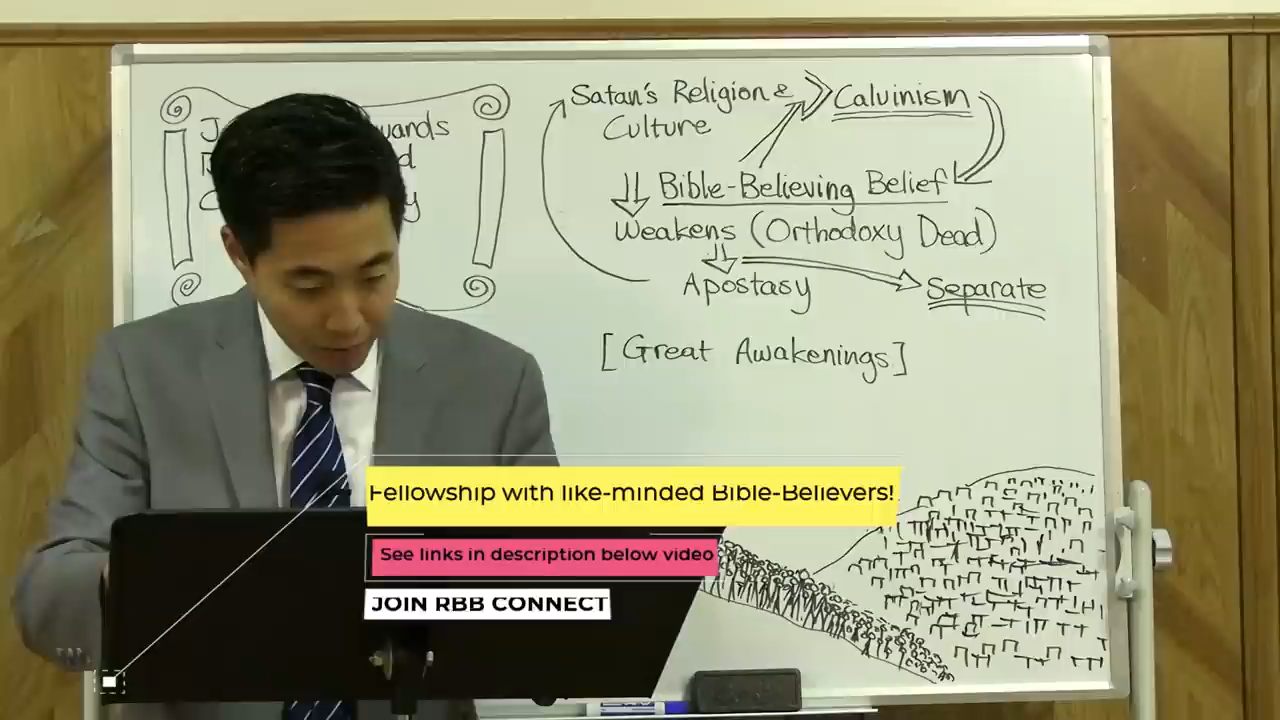 wards
Satan's Religion &
Culture
Calvinism
Bible-Believing Belief
Weakens (Orthodoxy Dead)
Apostasy
Separate
[Great Awakenings]
Fellowship with like-minded Bible-Believers!
See links in description below video
JOIN RBB CONNECT